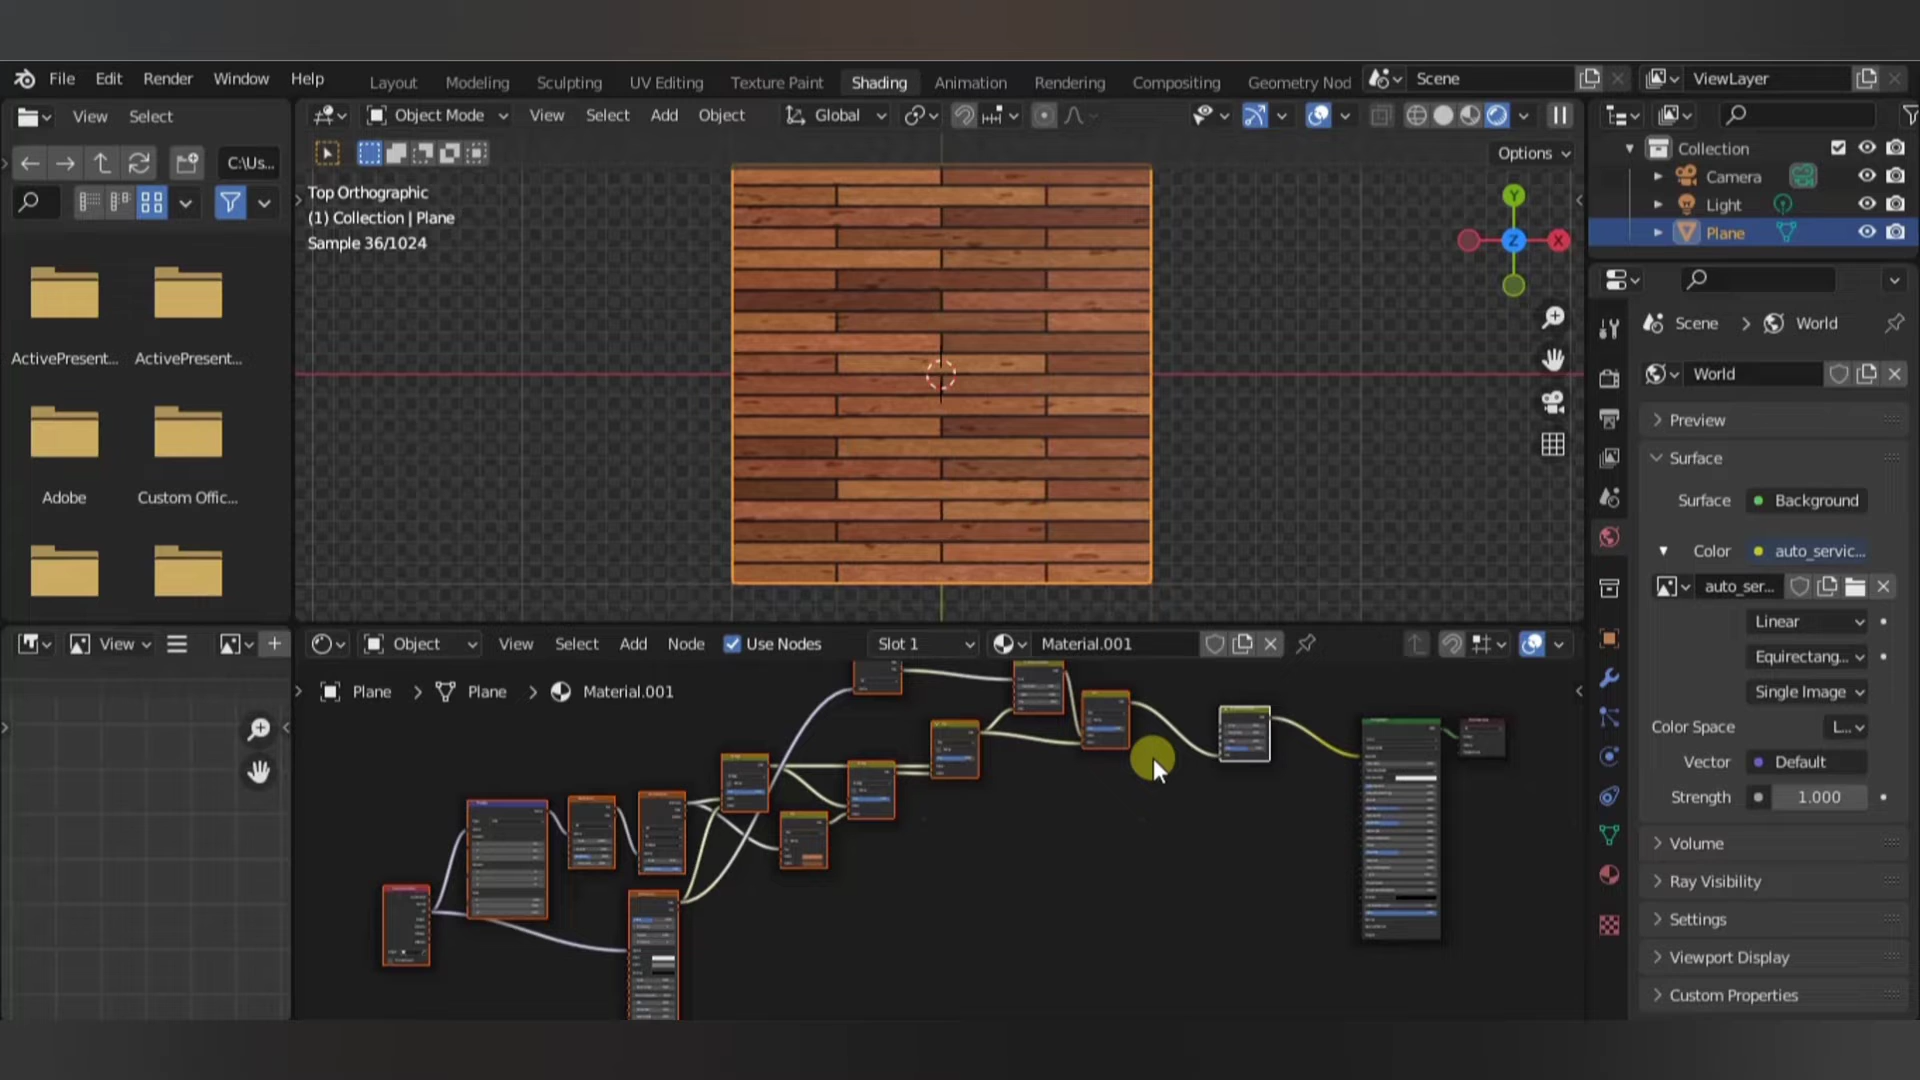 File Edit Render Window Help
Layout Modeling Sculpting UV Editing Texture Paint Shading Animation Rendering Compositing Geometry Nod
Scene
ViewLayer
View Select
Object Mode View Select Add Object Global
C:\Us...
Options
Top Orthographic
(1) Collection | Plane
Sample 36/1024
Y
Z
X
Collection
Camera
Light
Plane
ActivePresent... ActivePresent...
Adobe Custom Offic...
Scene > World
World
Preview
Surface
Surface Background
Color auto_servic...
auto_ser...
Linear
Equirectang...
Single Image
Color Space L...
Vector Default
Strength 1.000
Volume
Ray Visibility
Settings
Viewport Display
Custom Properties
View
Object View Select Add Node Use Nodes Slot 1 Material.001
Plane > Plane > Material.001